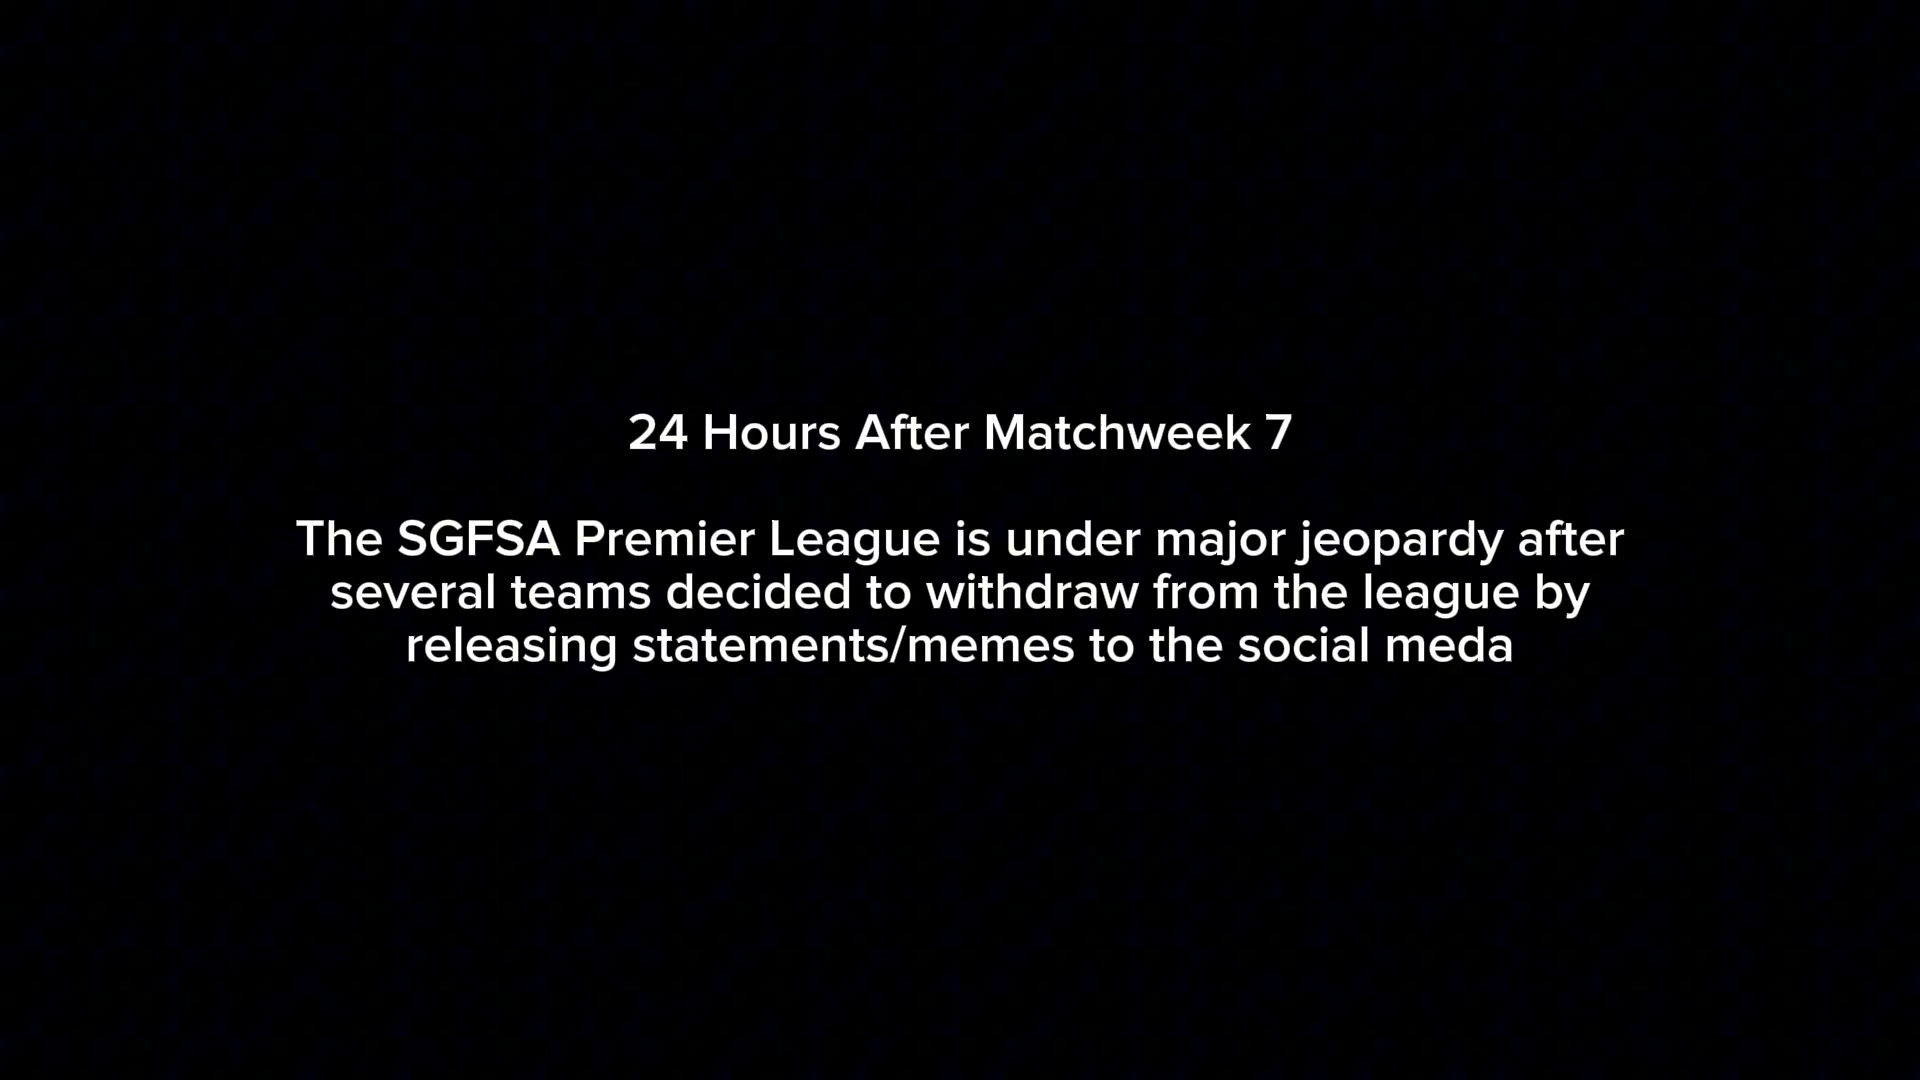 24 Hours After Matchweek 7
The SGFSA Premier League is under major jeopardy after
several teams decided to withdraw from the league by
releasing statements/memes to the social meda